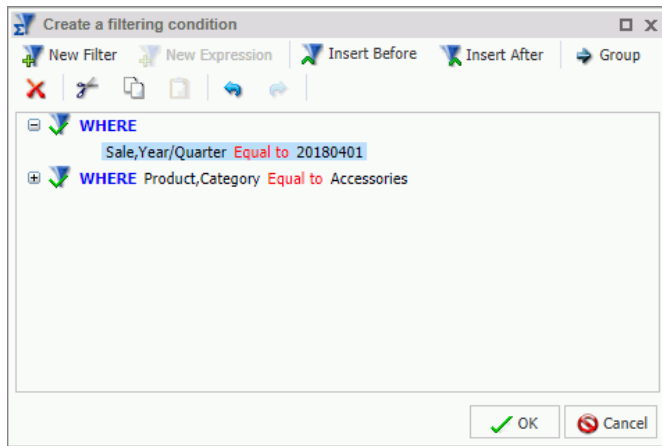 Create a filtering condition
New Filter New Expression Insert Before Insert After Group
WHERE
Sale,Year/Quarter Equal to 20180401
WHERE Product,Category Equal to Accessories
OK Cancel